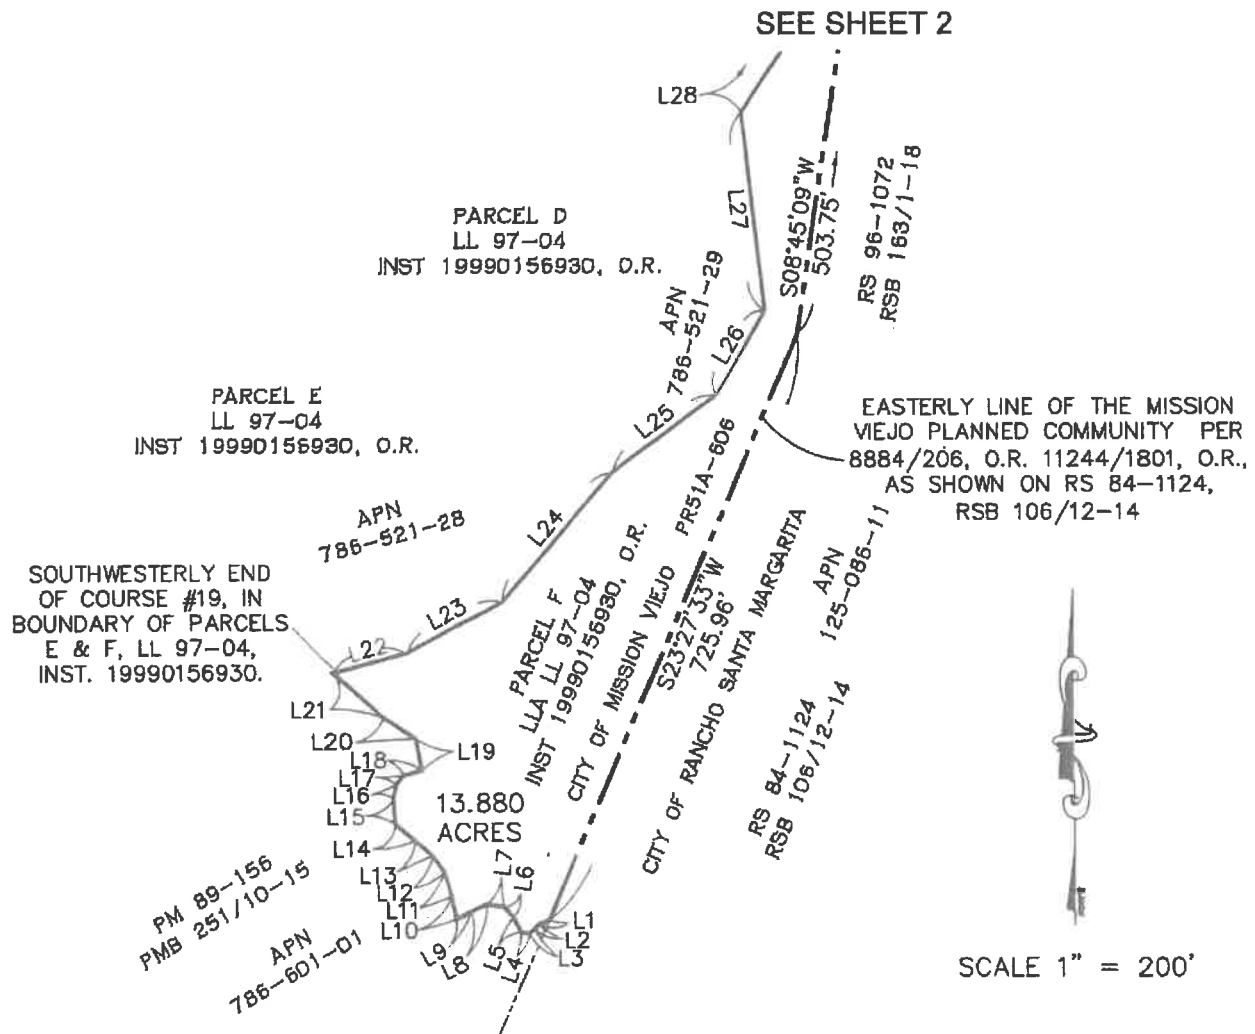 SEE SHEET 2
L28
L27
S08°45'09"W
503.75'
RS 96-1072
RSB 163/1-18
PARCEL D
LL 97-04
INST 19990156930, O.R.
APN
786-521-29
L26
L25
PARCEL E
LL 97-04
INST 19990156930, O.R.
EASTERLY LINE OF THE MISSION
VIEJO PLANNED COMMUNITY PER
8884/206, O.R. 11244/1801, O.R.,
AS SHOWN ON RS 84-1124,
RSB 106/12-14
APN
786-521-28
L24
PR51A-606
SOUTHWESTERLY END
OF COURSE #19, IN
BOUNDARY OF PARCELS
E & F, LL 97-04,
INST. 19990156930.
L23
L22
PARCEL F
LLA LL 97-04
INST 19990156930, O.R.
CITY OF MISSION VIEJO
S23°27'33"W
725.96'
CITY OF RANCHO SANTA MARGARITA
APN
125-086-11
RS 84-1124
RSB 106/12-14
L21
L20
L19
L18
L17
L16
L15
13.880
ACRES
L14
L13
L12
L11
L10
L9
L8
L7
L6
L5
L4
L1
L2
L3
PM 89-156
PMB 251/10-15
APN
786-601-01
SCALE 1" = 200'